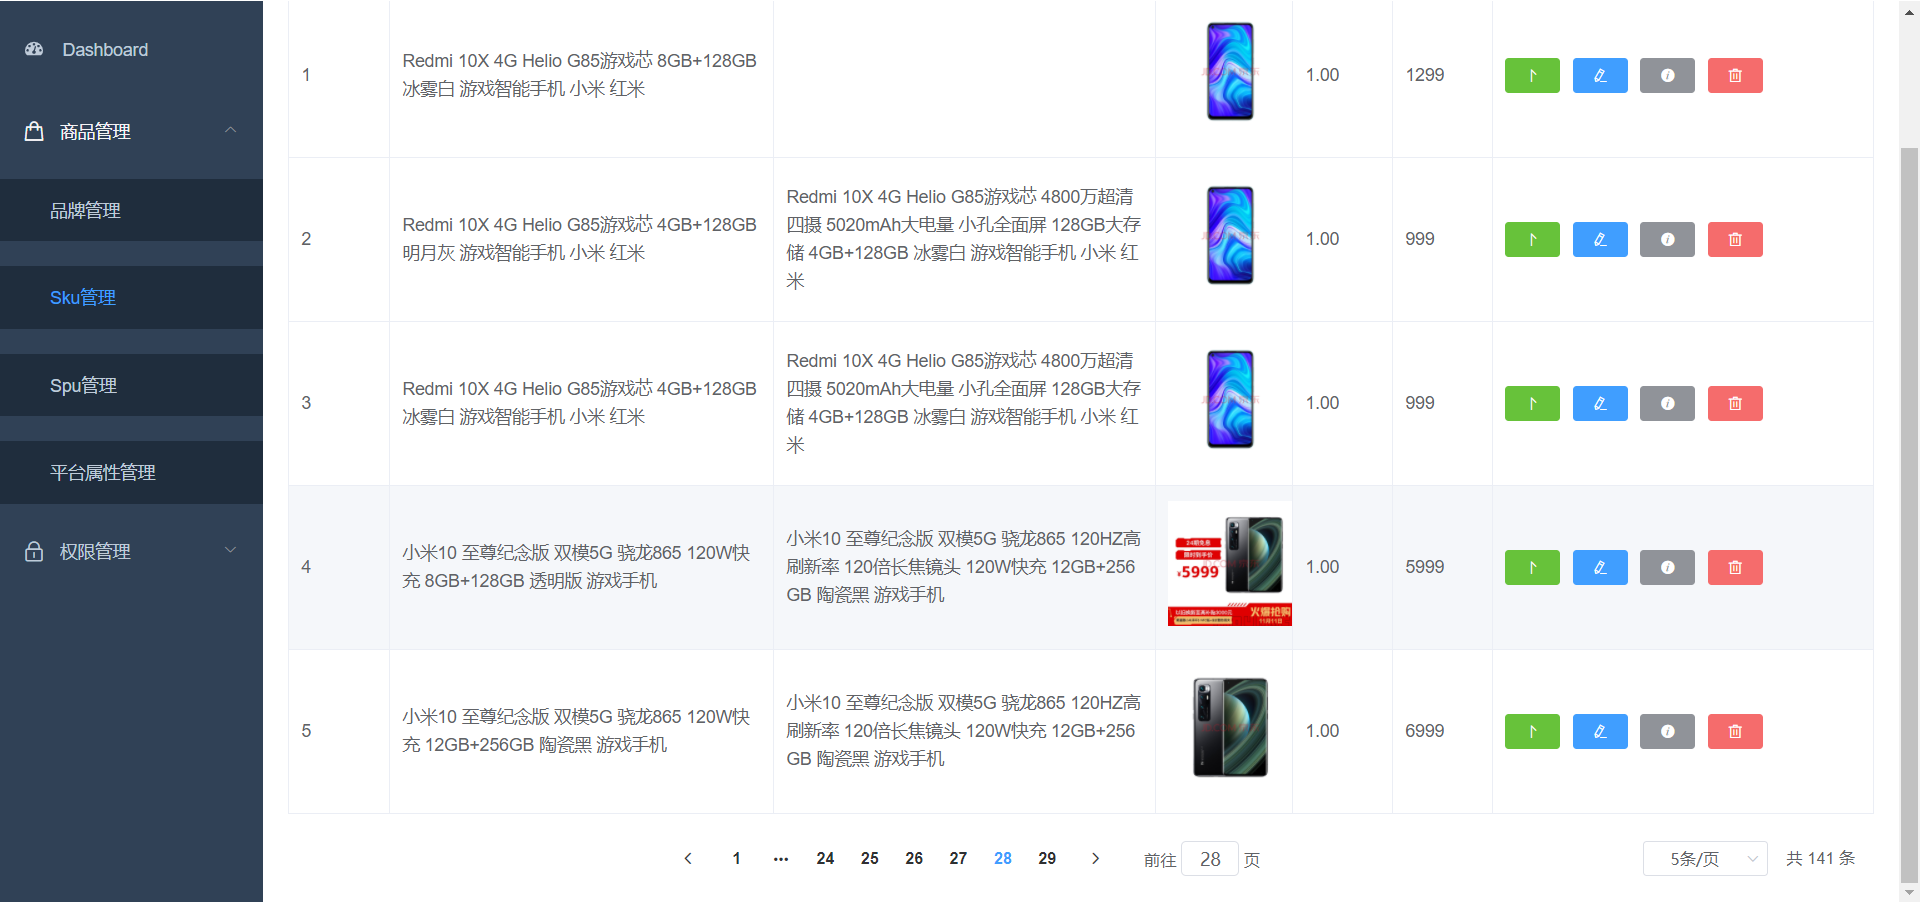 Dashboard
商品管理
品牌管理
Sku管理
Spu管理
平台属性管理
权限管理
1
Redmi 10X 4G Helio G85游戏芯 8GB+128GB
冰雾白 游戏智能手机 小米 红米
1.00
1299
2
Redmi 10X 4G Helio G85游戏芯 4GB+128GB
明月灰 游戏智能手机 小米 红米
Redmi 10X 4G Helio G85游戏芯 4800万超清
四摄 5020mAh大电量 小孔全面屏 128GB大存
储 4GB+128GB 冰雾白 游戏智能手机 小米 红
米
1.00
999
3
Redmi 10X 4G Helio G85游戏芯 4GB+128GB
冰雾白 游戏智能手机 小米 红米
Redmi 10X 4G Helio G85游戏芯 4800万超清
四摄 5020mAh大电量 小孔全面屏 128GB大存
储 4GB+128GB 冰雾白 游戏智能手机 小米 红
米
1.00
999
4
小米10 至尊纪念版 双模5G 骁龙865 120W快
充 8GB+128GB 透明版 游戏手机
小米10 至尊纪念版 双模5G 骁龙865 120HZ高
刷新率 120倍长焦镜头 120W快充 12GB+256
GB 陶瓷黑 游戏手机
24期免息
限时到手价
¥5999
火爆抢购
11月11日
1.00
5999
5
小米10 至尊纪念版 双模5G 骁龙865 120W快
充 12GB+256GB 陶瓷黑 游戏手机
小米10 至尊纪念版 双模5G 骁龙865 120HZ高
刷新率 120倍长焦镜头 120W快充 12GB+256
GB 陶瓷黑 游戏手机
1.00
6999
1 ••• 24 25 26 27 28 29 前往 28 页 5条/页 共 141 条